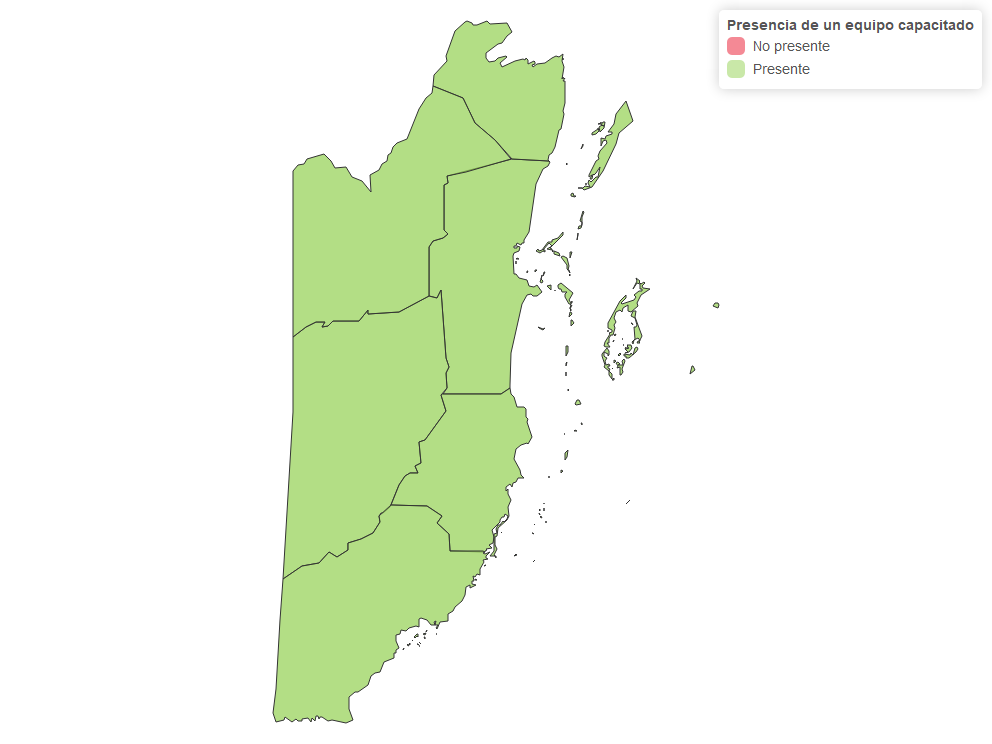 Presencia de un equipo capacitado
No presente
Presente